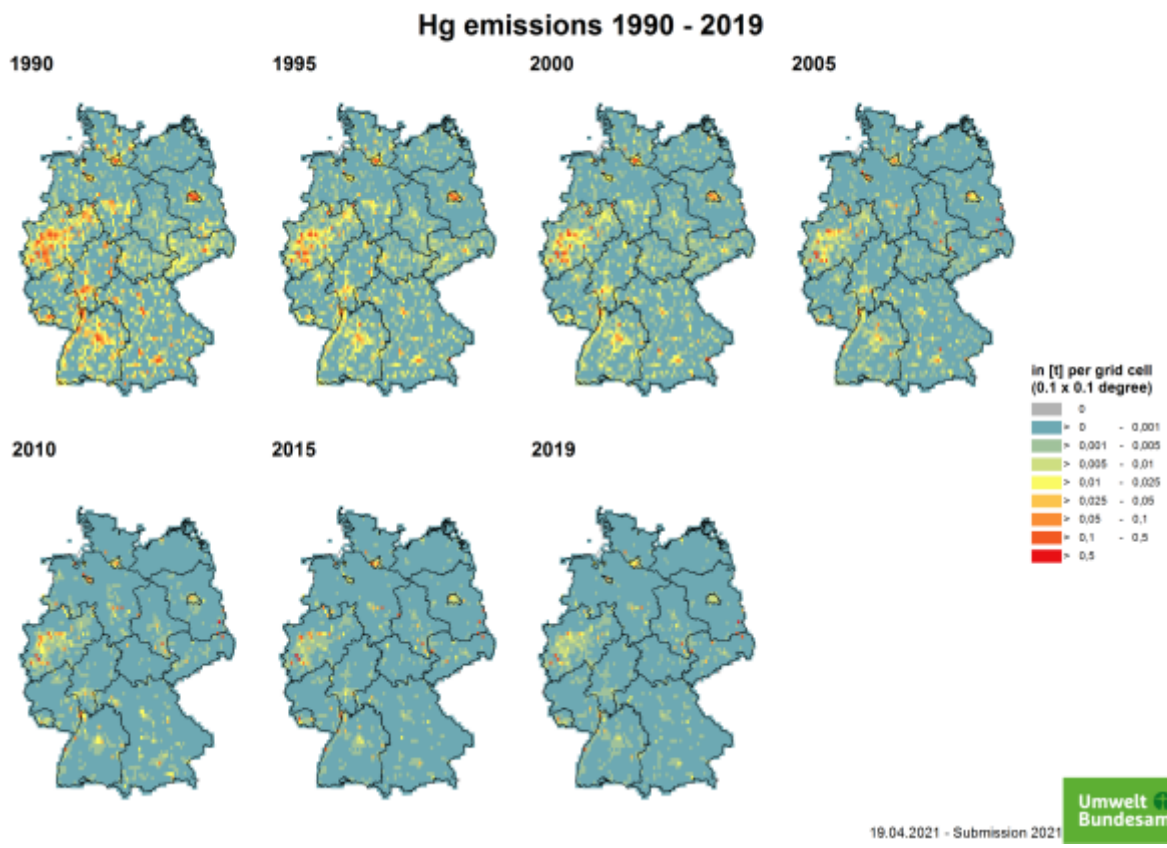 Hg emissions 1990 - 2019
1990
1995
2000
2005
2010
2015
2019
in [t] per grid cell
(0.1 x 0.1 degree)
0
> 0 - 0,001
> 0,001 - 0,005
> 0,005 - 0,01
> 0,01 - 0,025
> 0,025 - 0,05
> 0,05 - 0,1
> 0,1 - 0,5
> 0,5
19.04.2021 - Submission 2021
Umwelt
Bundesam